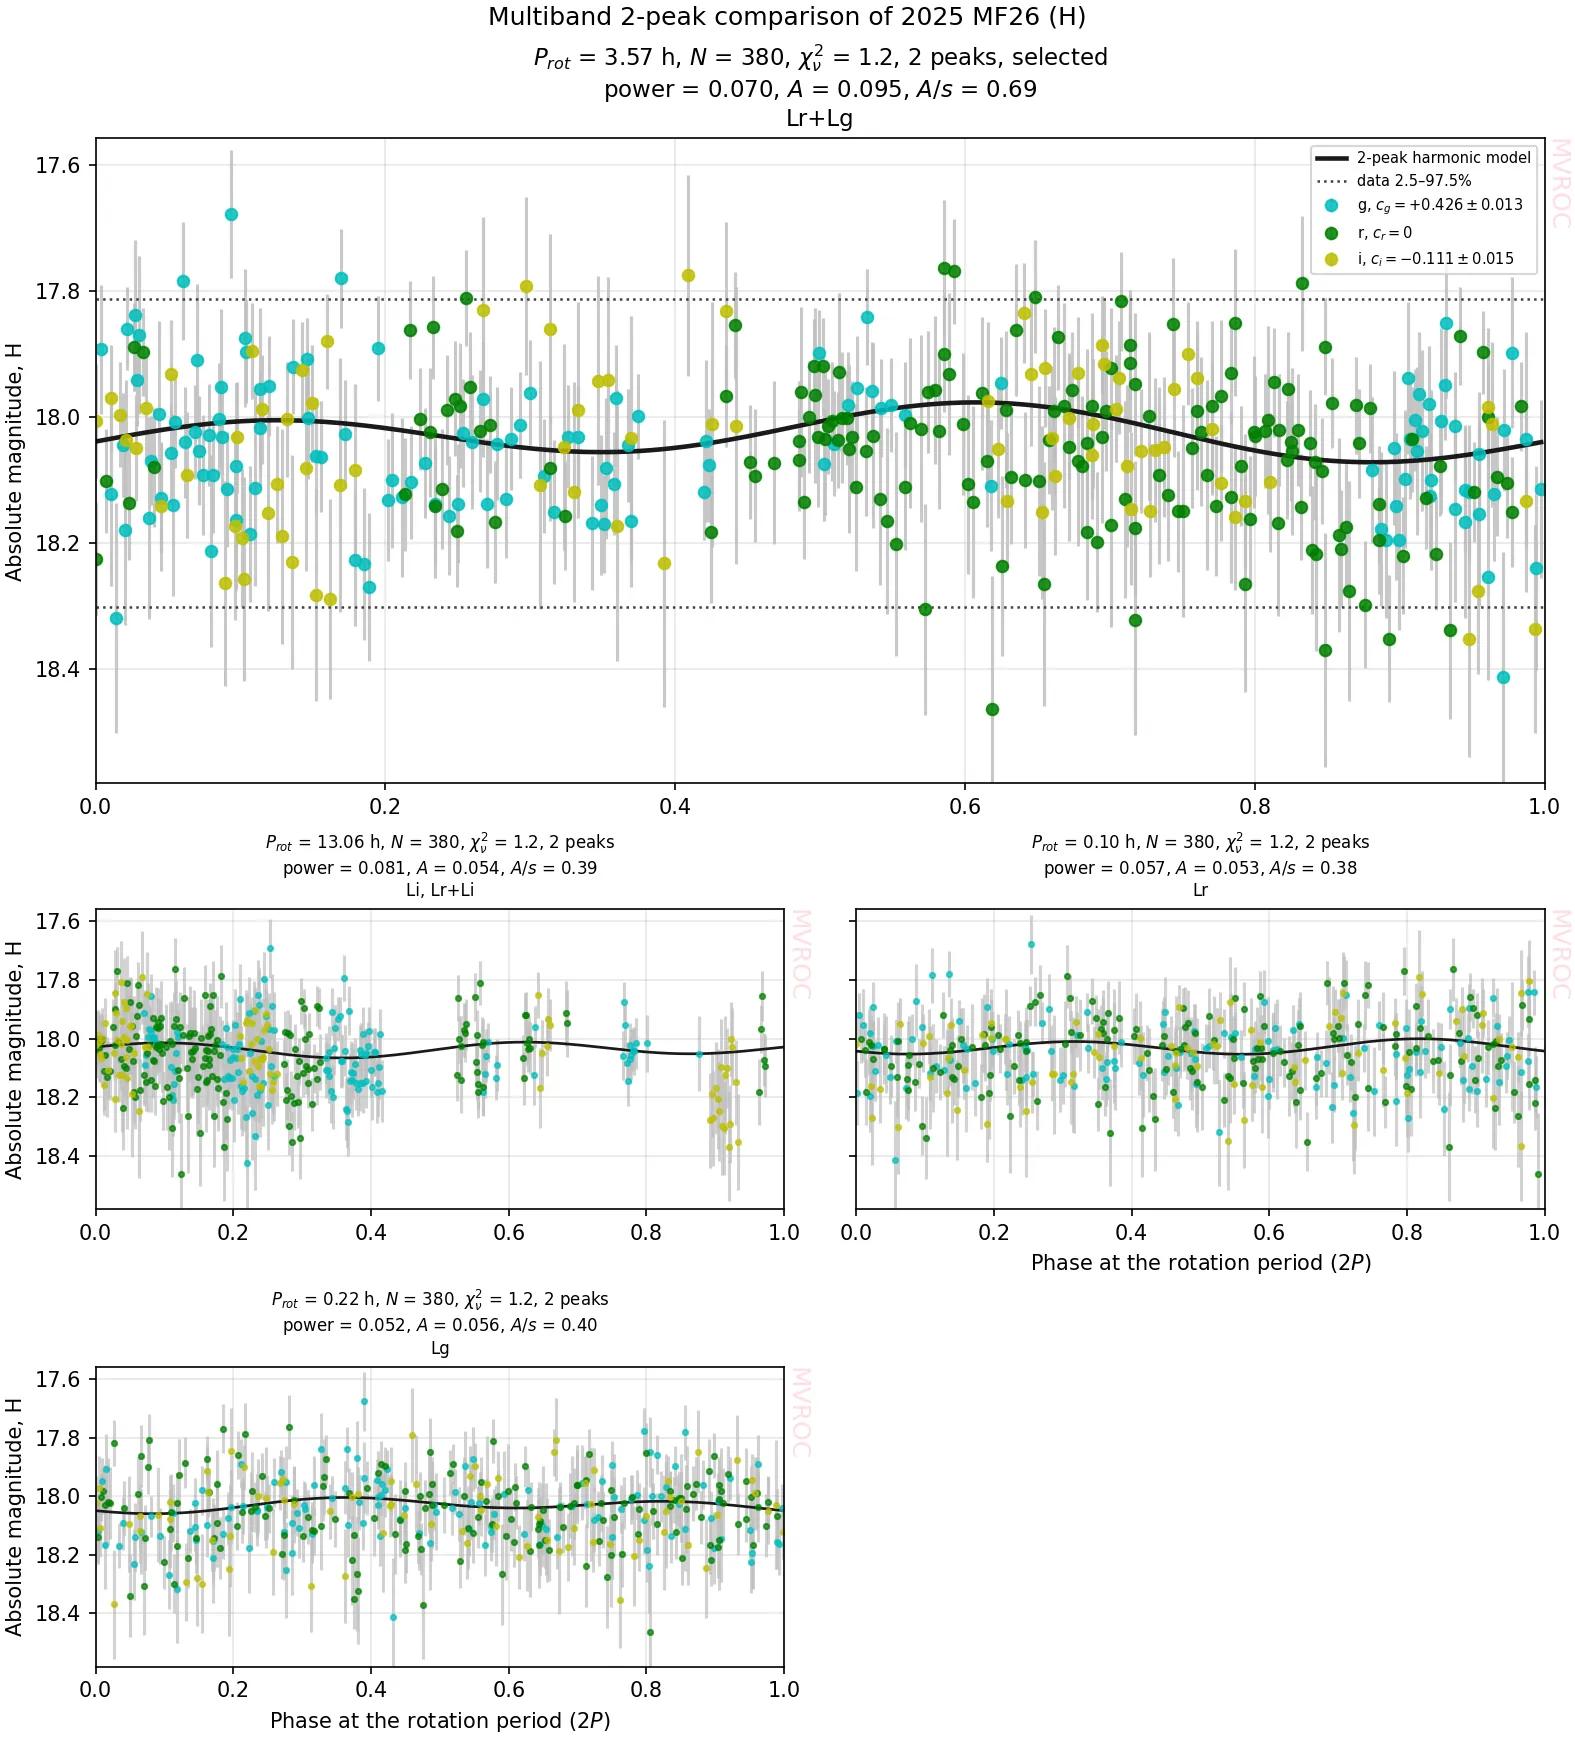 Multiband 2-peak comparison of 2025 MF26 (H)
P_rot = 3.57 h, N = 380, χ²_ν = 1.2, 2 peaks, selected
power = 0.070, A = 0.095, A/s = 0.69
Lr+Lg
17.6
17.8
18.0
18.2
18.4
Absolute magnitude, H
2-peak harmonic model
data 2.5–97.5%
g, c_g = +0.426 ± 0.013
r, c_r = 0
i, c_i = −0.111 ± 0.015
MVROC
0.0 0.2 0.4 0.6 0.8 1.0
P_rot = 13.06 h, N = 380, χ²_ν = 1.2, 2 peaks
power = 0.081, A = 0.054, A/s = 0.39
Li, Lr+Li
17.6
17.8
18.0
18.2
18.4
Absolute magnitude, H
MVROC
0.0 0.2 0.4 0.6 0.8 1.0
P_rot = 0.10 h, N = 380, χ²_ν = 1.2, 2 peaks
power = 0.057, A = 0.053, A/s = 0.38
Lr
MVROC
0.0 0.2 0.4 0.6 0.8 1.0
Phase at the rotation period (2P)
P_rot = 0.22 h, N = 380, χ²_ν = 1.2, 2 peaks
power = 0.052, A = 0.056, A/s = 0.40
Lg
17.6
17.8
18.0
18.2
18.4
Absolute magnitude, H
MVROC
0.0 0.2 0.4 0.6 0.8 1.0
Phase at the rotation period (2P)